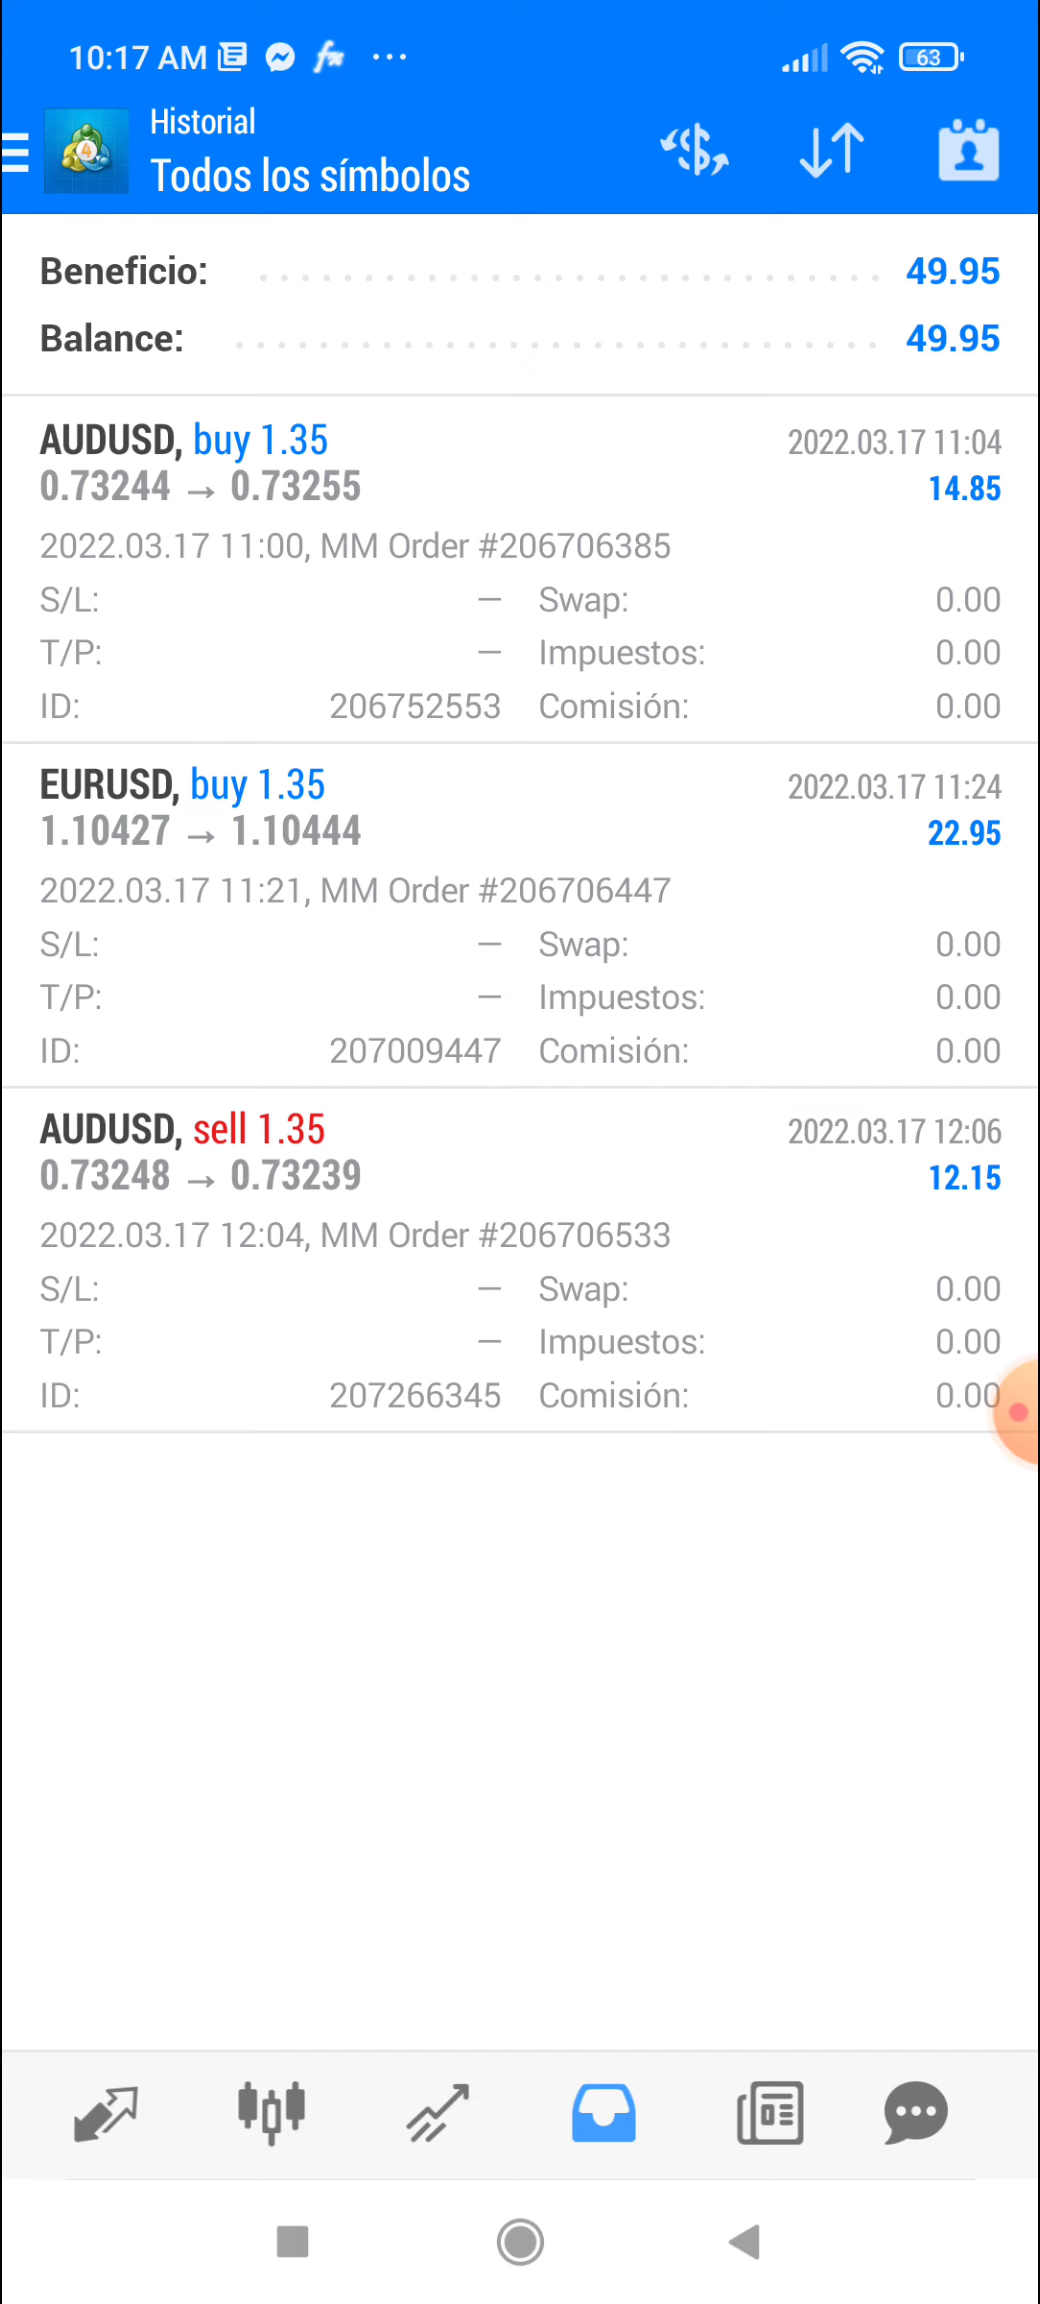 10:17 AM ... 63
Historial
Todos los símbolos
Beneficio: 49.95
Balance: 49.95
AUDUSD, buy 1.35 2022.03.17 11:04
0.73244 → 0.73255 14.85
2022.03.17 11:00, MM Order #206706385
S/L: – Swap: 0.00
T/P: – Impuestos: 0.00
ID: 206752553 Comisión: 0.00
EURUSD, buy 1.35 2022.03.17 11:24
1.10427 → 1.10444 22.95
2022.03.17 11:21, MM Order #206706447
S/L: – Swap: 0.00
T/P: – Impuestos: 0.00
ID: 207009447 Comisión: 0.00
AUDUSD, sell 1.35 2022.03.17 12:06
0.73248 → 0.73239 12.15
2022.03.17 12:04, MM Order #206706533
S/L: – Swap: 0.00
T/P: – Impuestos: 0.00
ID: 207266345 Comisión: 0.00